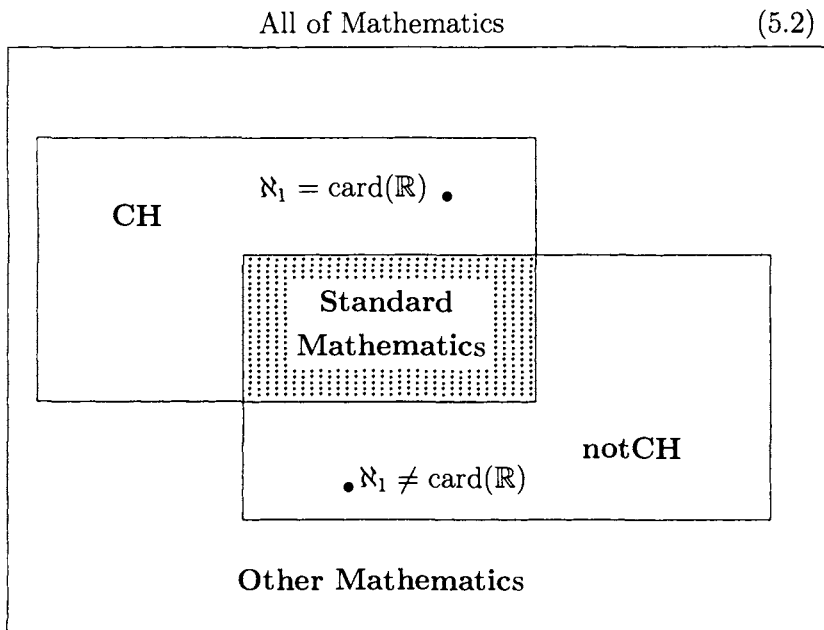 All of Mathematics (5.2)
ℵ₁ = card(ℝ)
CH
Standard
Mathematics
notCH
ℵ₁ ≠ card(ℝ)
Other Mathematics